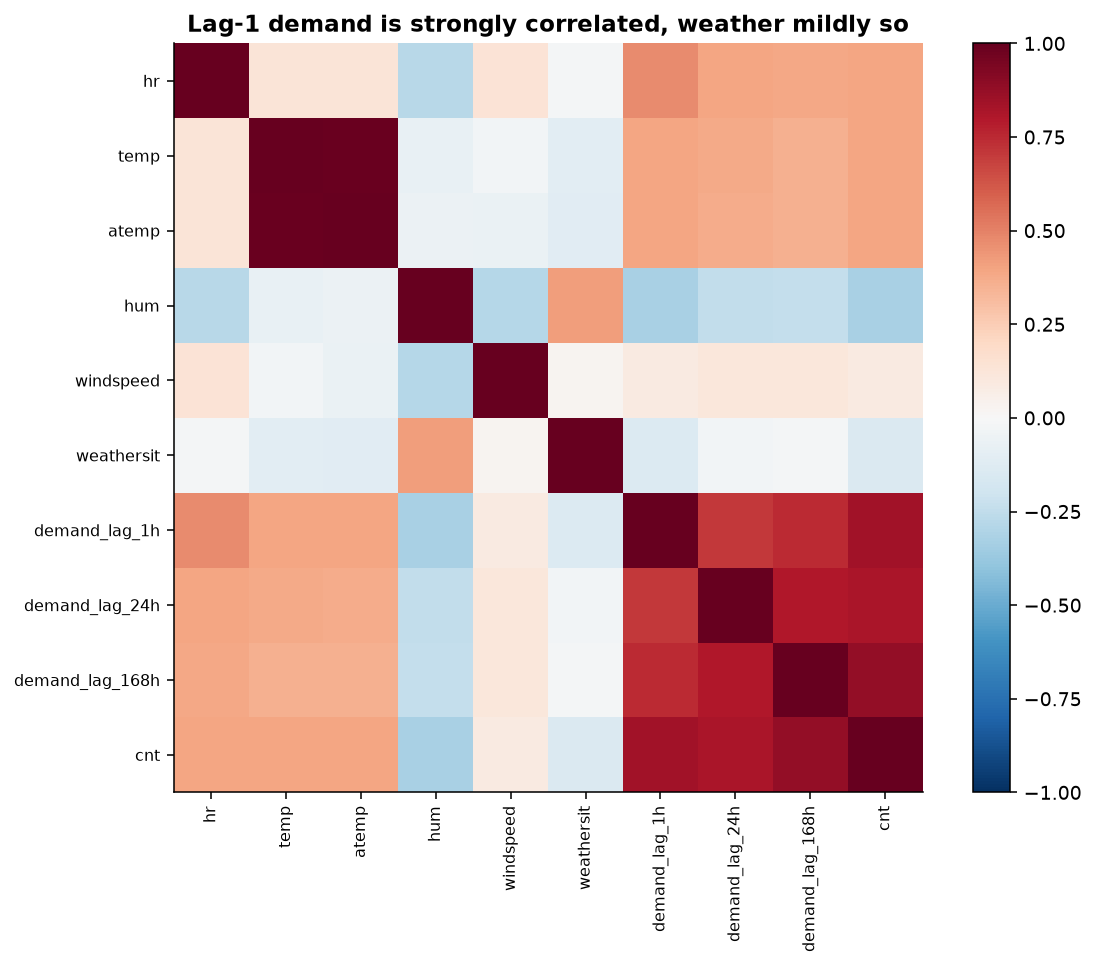 Lag-1 demand is strongly correlated, weather mildly so
hr
temp
atemp
hum
windspeed
weathersit
demand_lag_1h
demand_lag_24h
demand_lag_168h
cnt
hr
temp
atemp
hum
windspeed
weathersit
demand_lag_1h
demand_lag_24h
demand_lag_168h
cnt
1.00
0.75
0.50
0.25
0.00
−0.25
−0.50
−0.75
−1.00